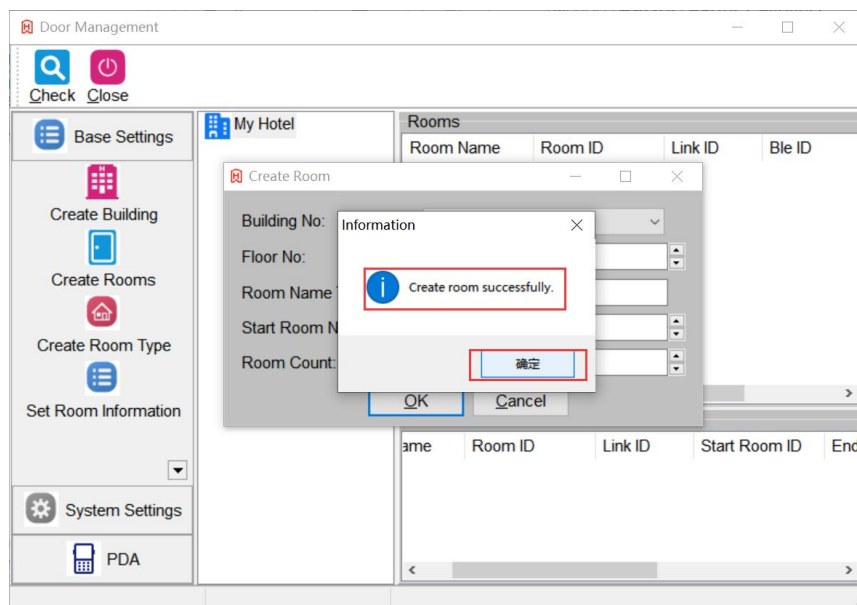 Door Management
Check Close
Base Settings
Create Building
Create Rooms
Create Room Type
Set Room Information
System Settings
PDA
My Hotel
Rooms
Room Name Room ID Link ID Ble ID
Create Room
Building No:
Floor No:
Room Name
Start Room N
Room Count:
OK Cancel
Information
Create room successfully.
确定
ame Room ID Link ID Start Room ID End